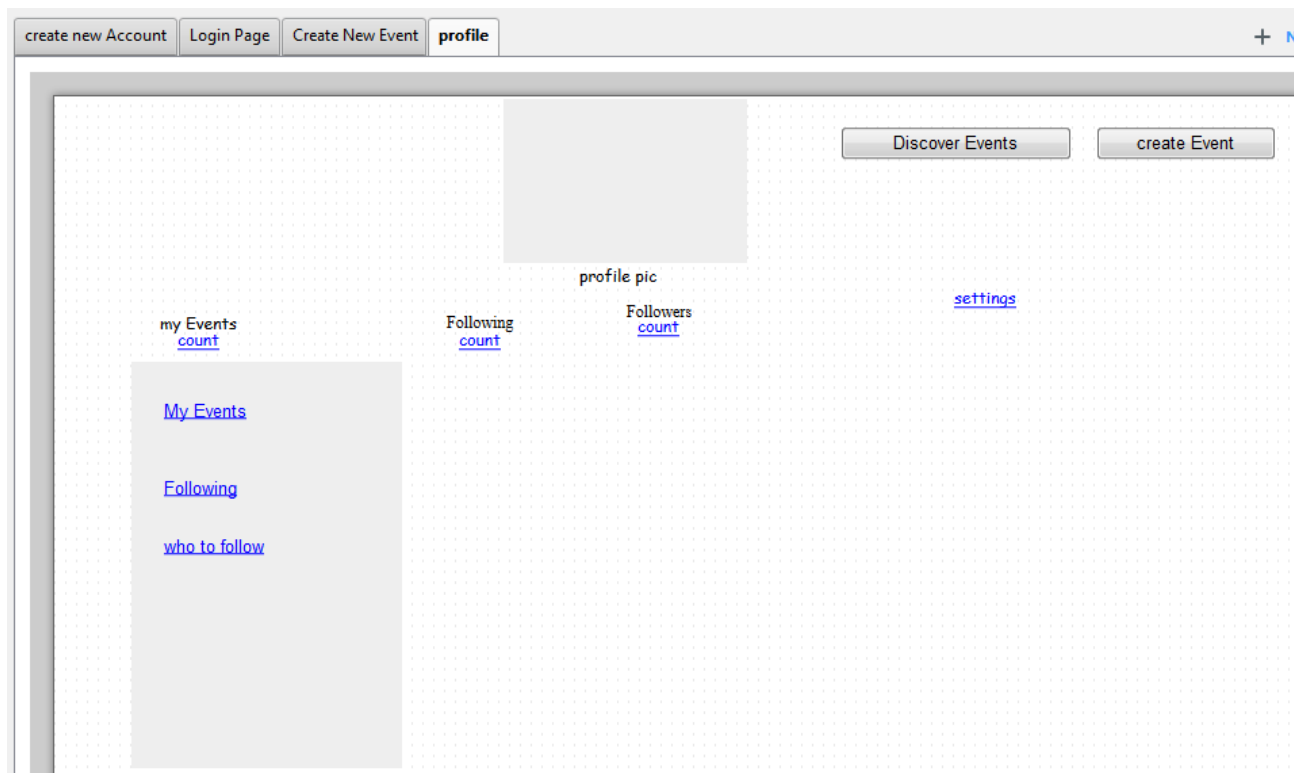 create new Account Login Page Create New Event profile + N
Discover Events create Event
profile pic
settings
my Events
count
Following
count
Followers
count
My Events
Following
who to follow